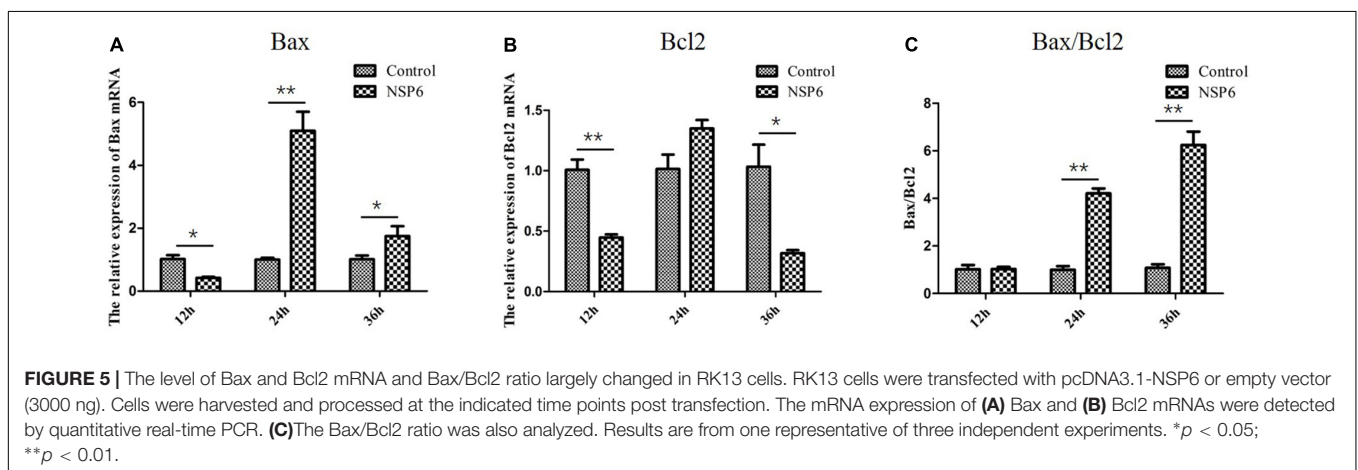 A
Bax
Control
NSP6
The relative expression of Bax mRNA
6
4
2
0
**
*
*
12h
24h
36h
B
Bcl2
Control
NSP6
The relative expression of Bcl2 mRNA
1.5
1.0
0.5
0.0
**
*
12h
24h
36h
C
Bax/Bcl2
Control
NSP6
Bax/Bcl2
8
6
4
2
0
**
**
12h
24h
36h
FIGURE 5 | The level of Bax and Bcl2 mRNA and Bax/Bcl2 ratio largely changed in RK13 cells. RK13 cells were transfected with pcDNA3.1-NSP6 or empty vector
(3000 ng). Cells were harvested and processed at the indicated time points post transfection. The mRNA expression of (A) Bax and (B) Bcl2 mRNAs were detected
by quantitative real-time PCR. (C)The Bax/Bcl2 ratio was also analyzed. Results are from one representative of three independent experiments. *p < 0.05;
**p < 0.01.